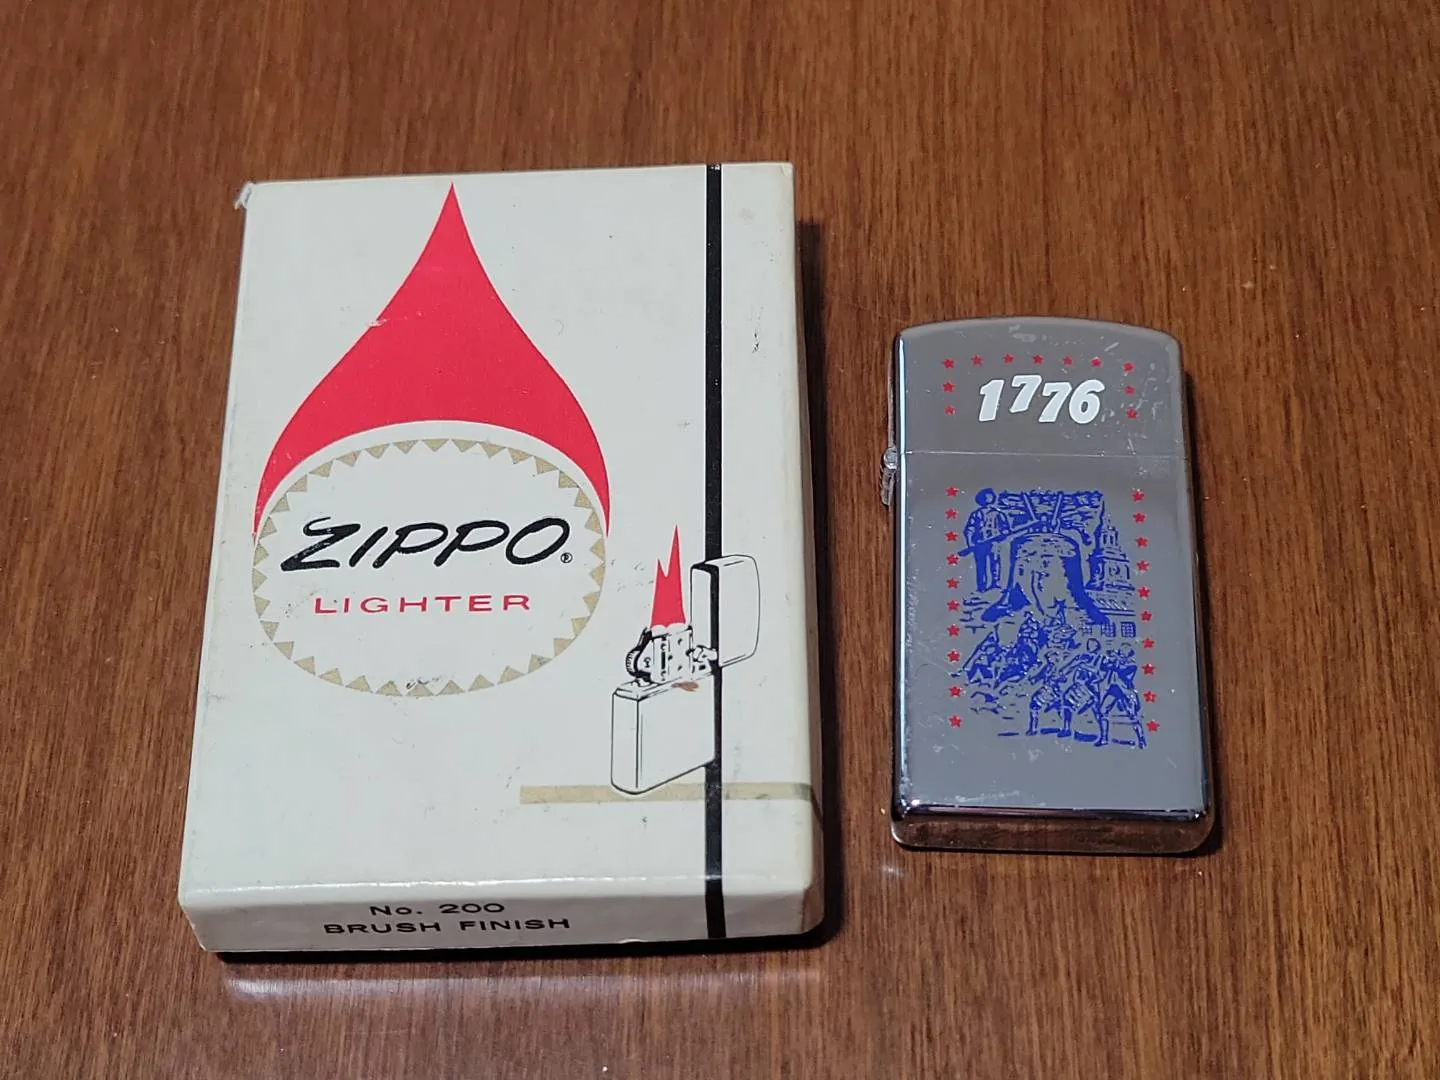 ZIPPO®
LIGHTER
No. 200
BRUSH FINISH
1776